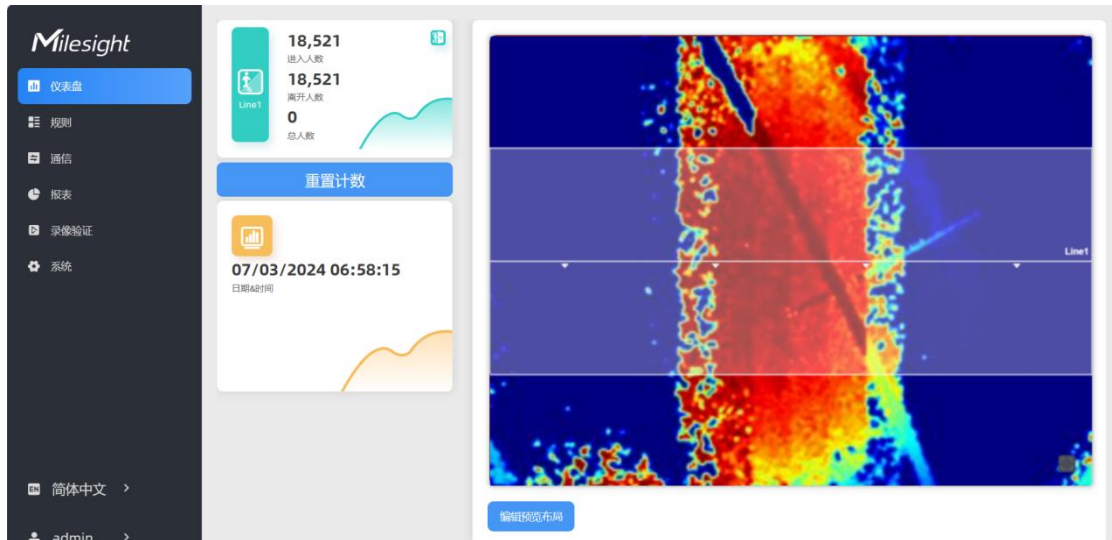 Milesight
仪表盘
规则
通信
报表
录像验证
系统
EN 简体中文
admin
18,521
进入人数
18,521
离开人数
0
总人数
Line1
重置计数
07/03/2024 06:58:15
日期&时间
Line1
编辑预览布局